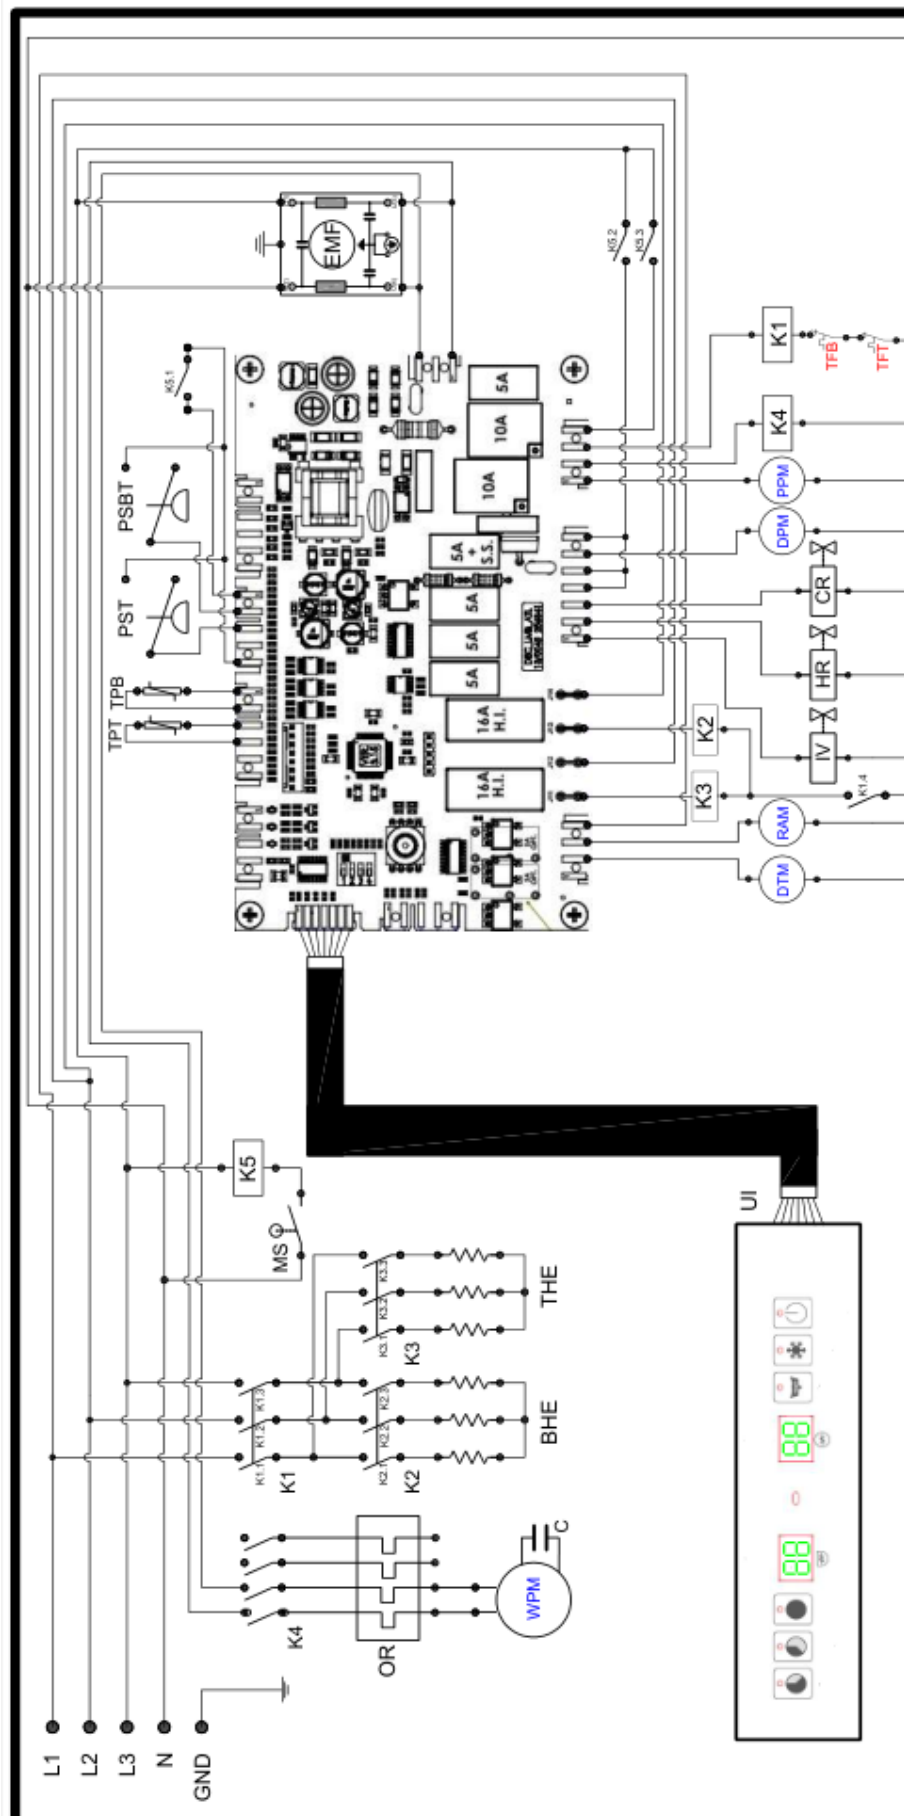 K5.2
K5.3
EMF
K5.1
PSBT
PST
TPB
TPT
5A
10A
10A
5A
+
S.S.
5A
5A
5A
16A
H.I.
16A
H.I.
K1
TFB
TFT
K4
PPM
DPM
CR
HR
IV
K2
K3
K1.4
RAM
DTM
K5
MS
UI
K3.3
K3.2
K3.1
K3
THE
K1.3
K1.2
K1.1
K1
K2.3
K2.2
K2.1
K2
BHE
88
88
K4
OR
WPM
C
L1
L2
L3
N
GND